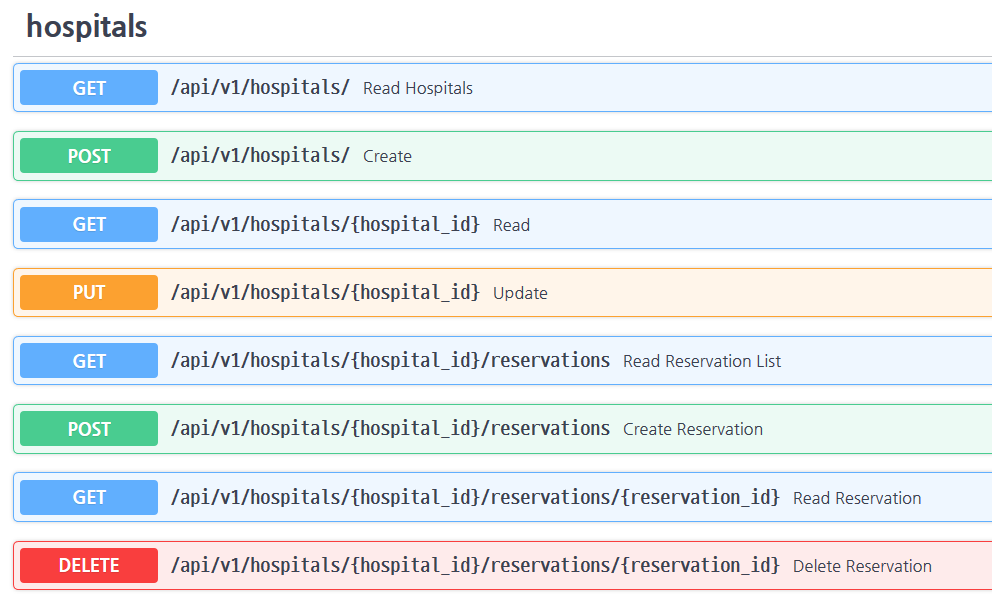 hospitals
GET /api/v1/hospitals/ Read Hospitals
POST /api/v1/hospitals/ Create
GET /api/v1/hospitals/{hospital_id} Read
PUT /api/v1/hospitals/{hospital_id} Update
GET /api/v1/hospitals/{hospital_id}/reservations Read Reservation List
POST /api/v1/hospitals/{hospital_id}/reservations Create Reservation
GET /api/v1/hospitals/{hospital_id}/reservations/{reservation_id} Read Reservation
DELETE /api/v1/hospitals/{hospital_id}/reservations/{reservation_id} Delete Reservation